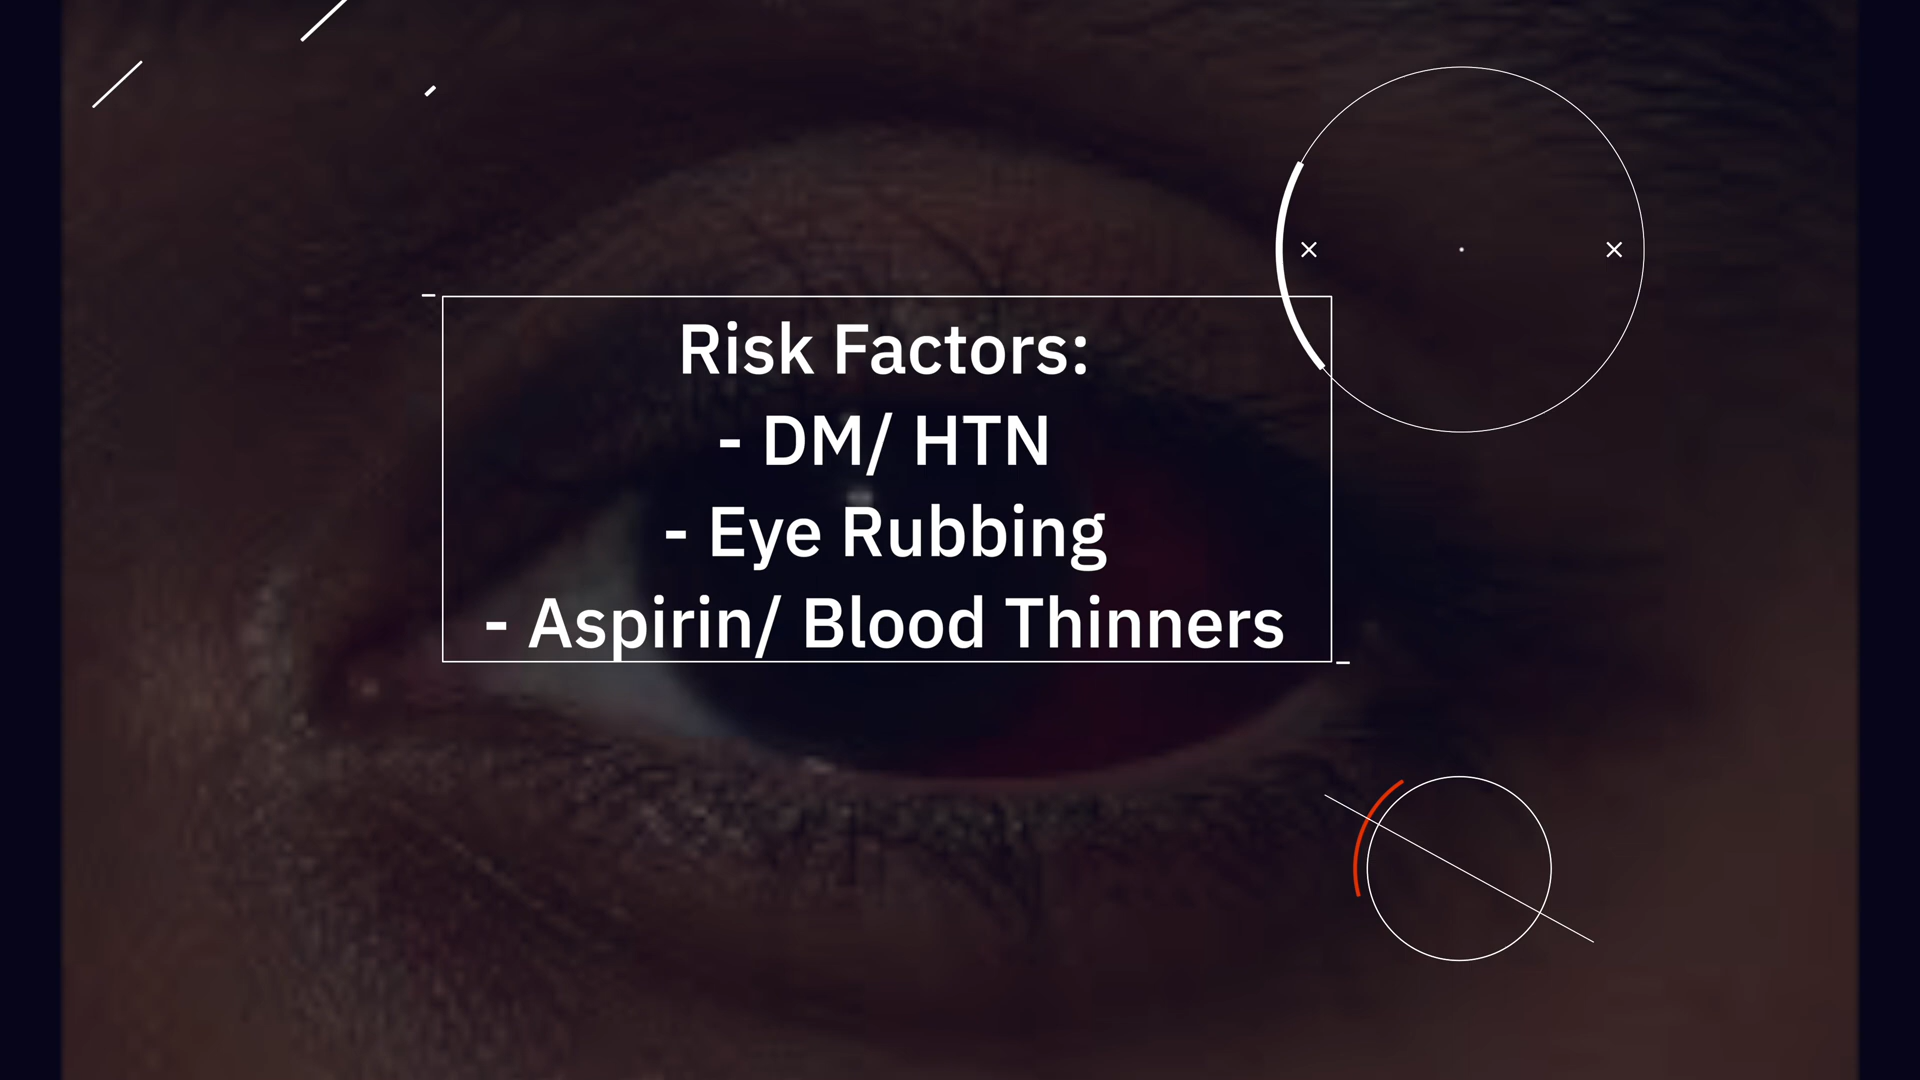 Risk Factors:
- DM/ HTN
- Eye Rubbing
- Aspirin/ Blood Thinners